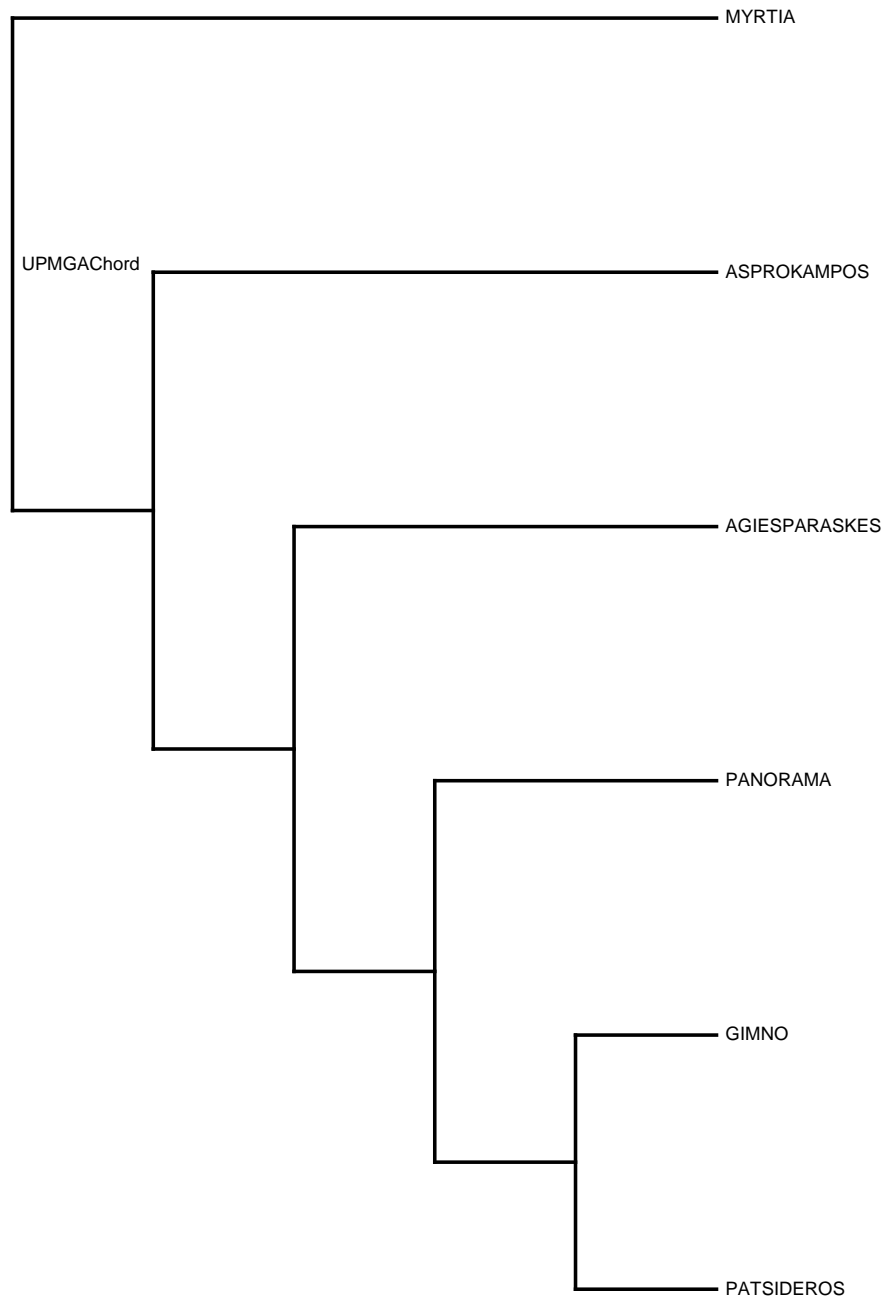 MYRTIA
UPMGAChord
ASPROKAMPOS
AGIESPARASKES
PANORAMA
GIMNO
PATSIDEROS